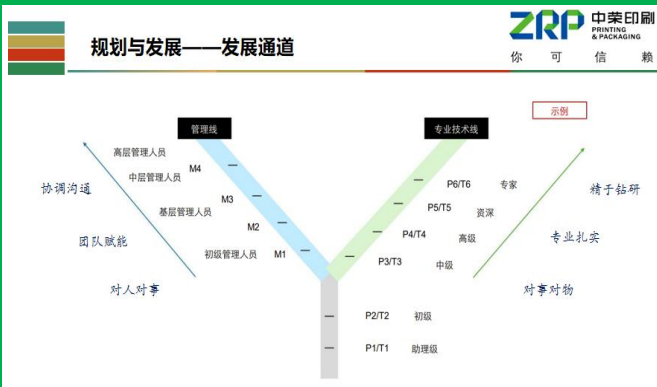 规划与发展——发展通道
ZRP 中荣印刷
PRINTING
& PACKAGING
你可信赖
示例
管理线
专业技术线
高层管理人员
M4
中层管理人员
M3
基层管理人员
M2
初级管理人员
M1
协调沟通
团队赋能
对人对事
P6/T6 专家
P5/T5 资深
P4/T4 高级
P3/T3 中级
P2/T2 初级
P1/T1 助理级
精于钻研
专业扎实
对事对物